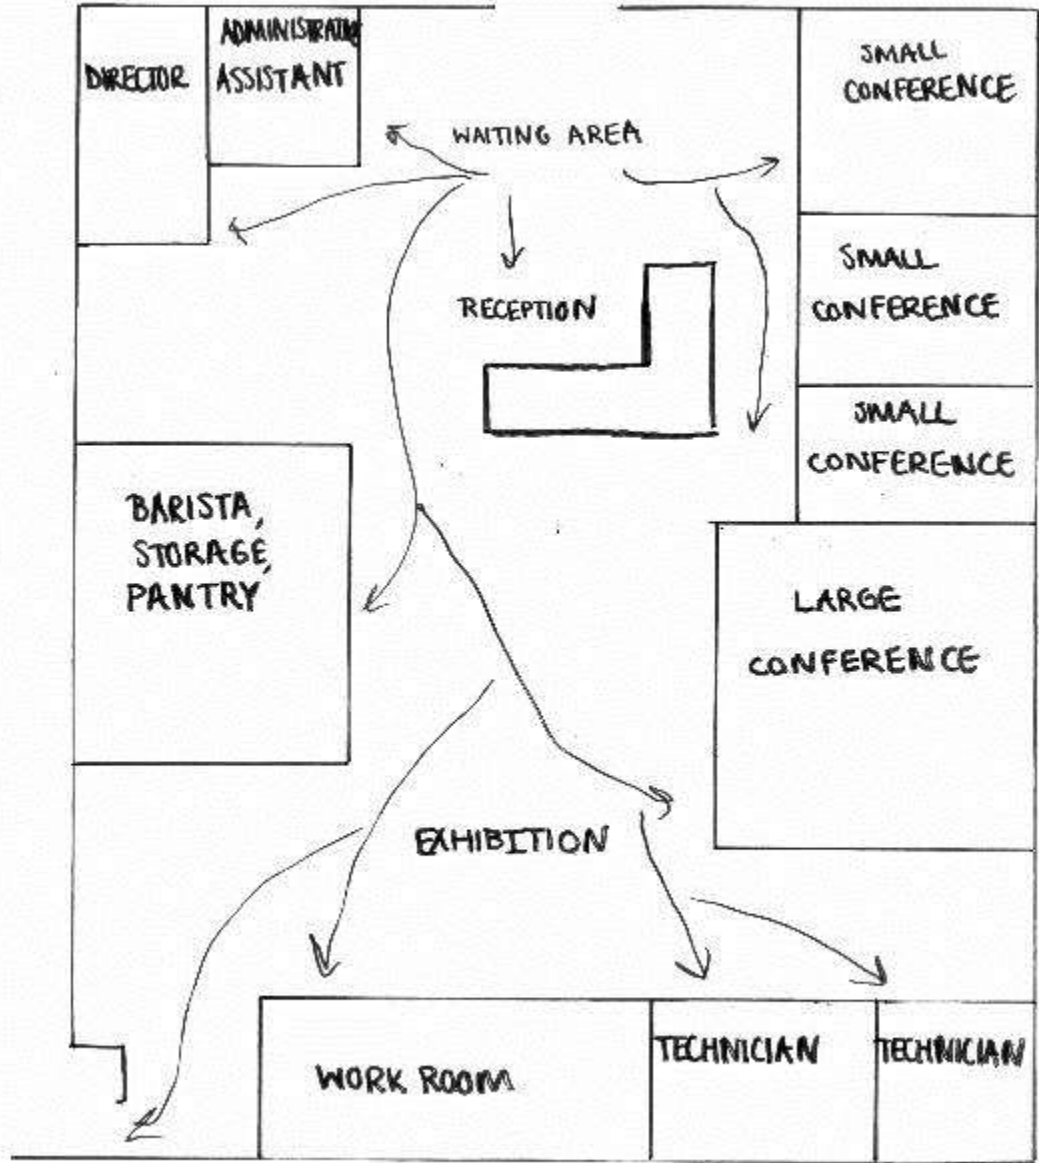 DIRECTOR
ADMINISTRATIVE
ASSISTANT
WAITING AREA
SMALL
CONFERENCE
RECEPTION
SMALL
CONFERENCE
SMALL
CONFERENCE
BARISTA,
STORAGE,
PANTRY
LARGE
CONFERENCE
EXHIBITION
WORK ROOM
TECHNICIAN
TECHNICIAN